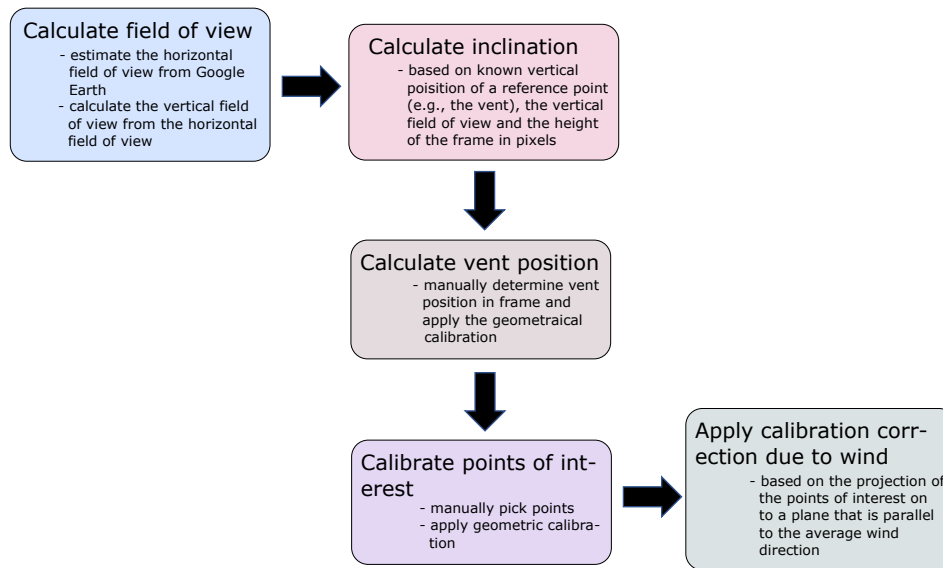 Calculate field of view
- estimate the horizontal
field of view from Google
Earth
- calculate the vertical field
of view from the horizontal
field of view
Calculate inclination
- based on known vertical
poisition of a reference point
(e.g., the vent), the vertical
field of view and the height
of the frame in pixels
Calculate vent position
- manually determine vent
position in frame and
apply the geometraical
calibration
Calibrate points of int-
erest
- manually pick points
- apply geometric calibra-
tion
Apply calibration corr-
ection due to wind
- based on the projection of
the points of interest on
to a plane that is parallel
to the average wind
direction